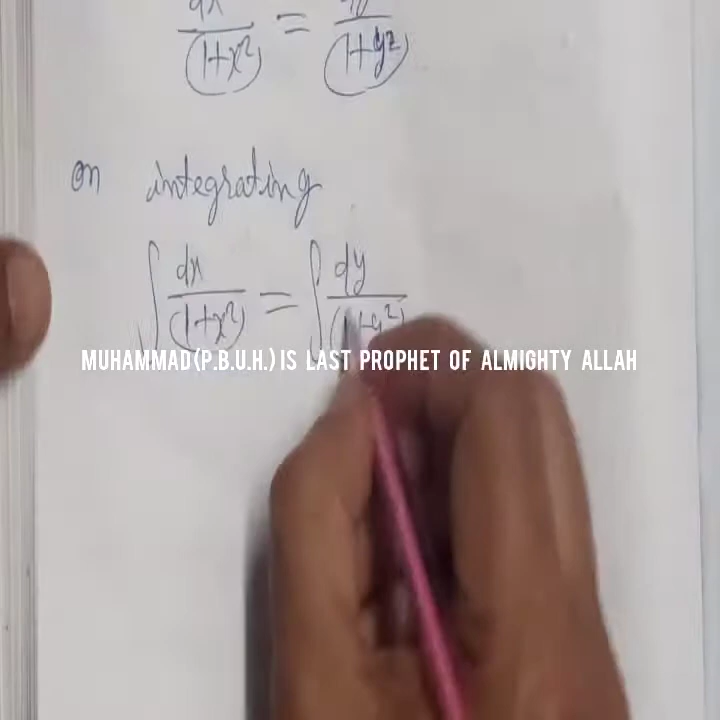 dx/(1+x²) = dy/(1+y²)
on integrating
∫ dx/(1+x²) = ∫ dy/(1+y²)
MUHAMMAD (P.B.U.H.) IS LAST PROPHET OF ALMIGHTY ALLAH